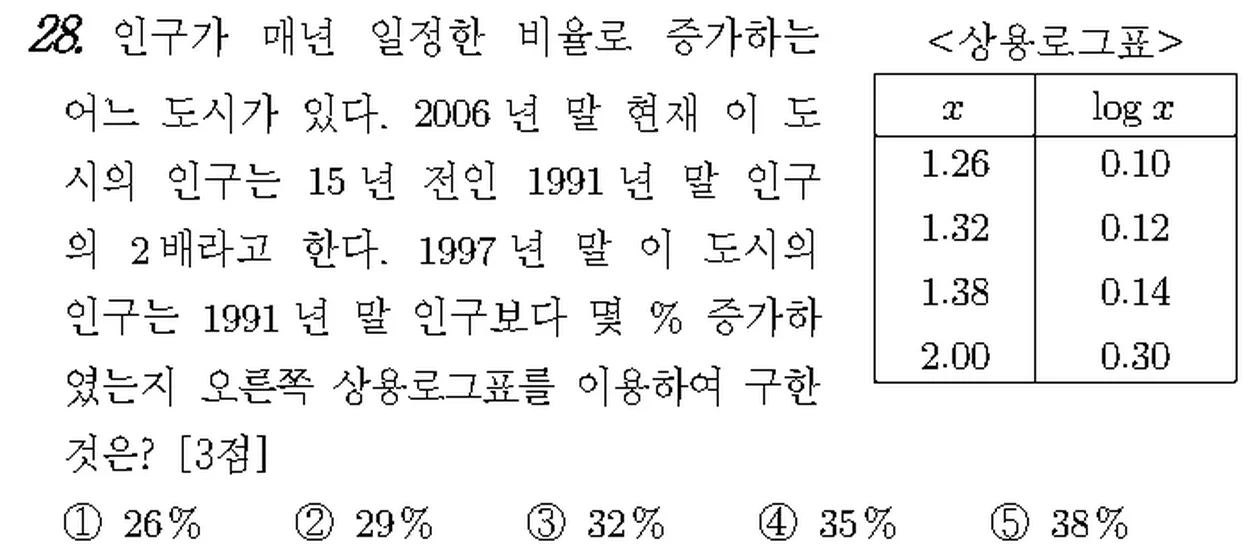 28. 인구가 매년 일정한 비율로 증가하는
어느 도시가 있다. 2006년 말 현재 이 도
시의 인구는 15년 전인 1991년 말 인구
의 2배라고 한다. 1997년 말 이 도시의
인구는 1991년 말 인구보다 몇 % 증가하
였는지 오른쪽 상용로그표를 이용하여 구한
것은? [3점]
<상용로그표>
x log x
1.26 0.10
1.32 0.12
1.38 0.14
2.00 0.30
① 26% ② 29% ③ 32% ④ 35% ⑤ 38%